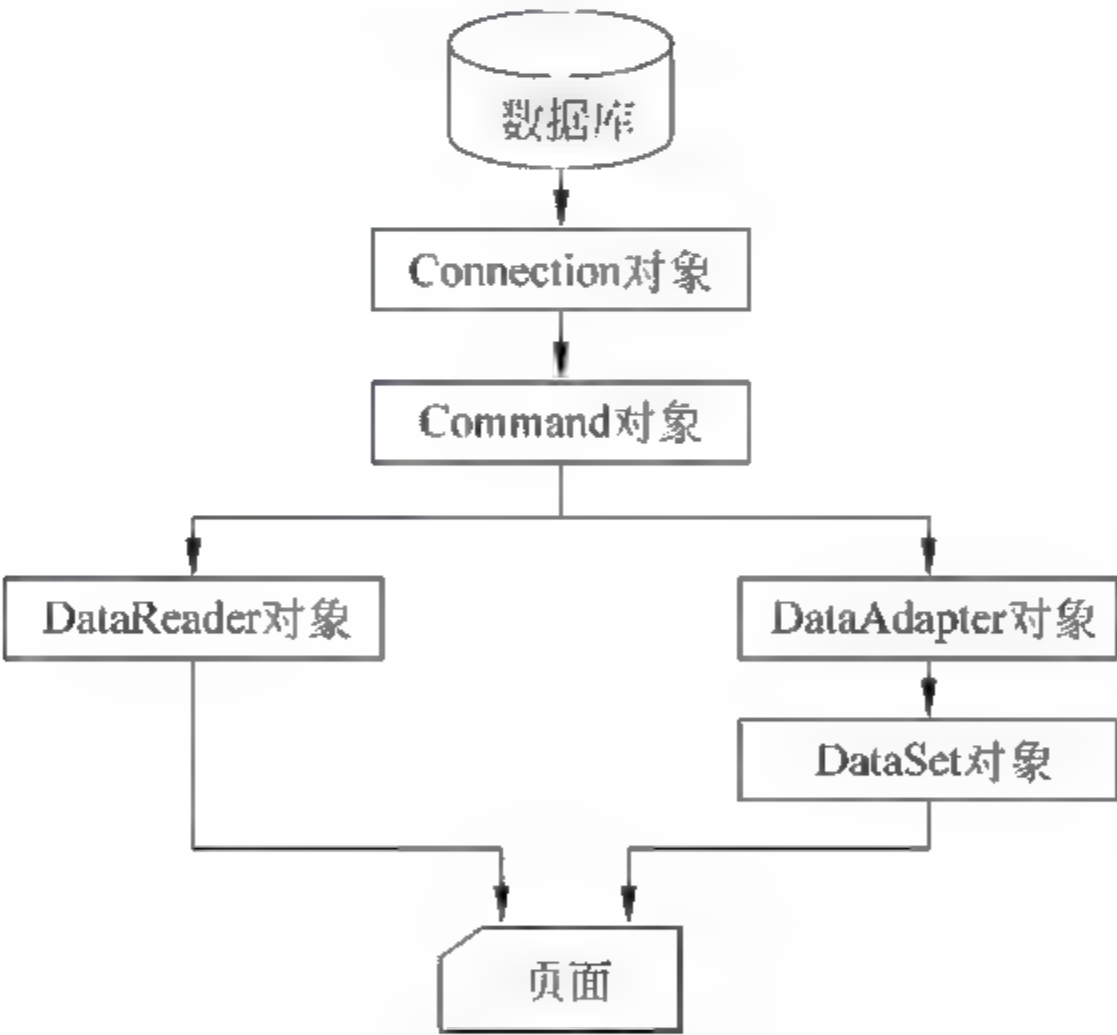 数据库
Connection对象
Command对象
DataReader对象
DataAdapter对象
DataSet对象
页面